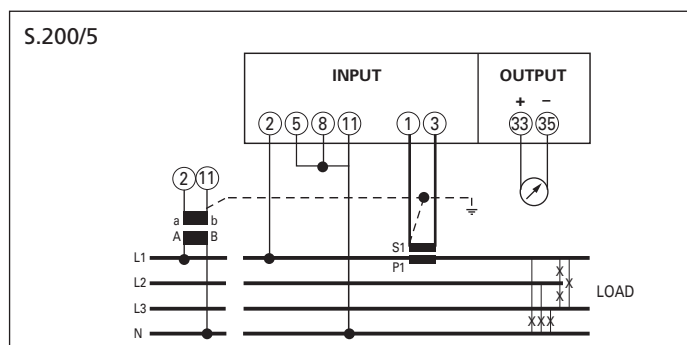 S.200/5
INPUT OUTPUT
+ −
2 5 8 11 1 3 33 35
2 11
a b
A B
S1
P1
L1
L2
L3
N
LOAD